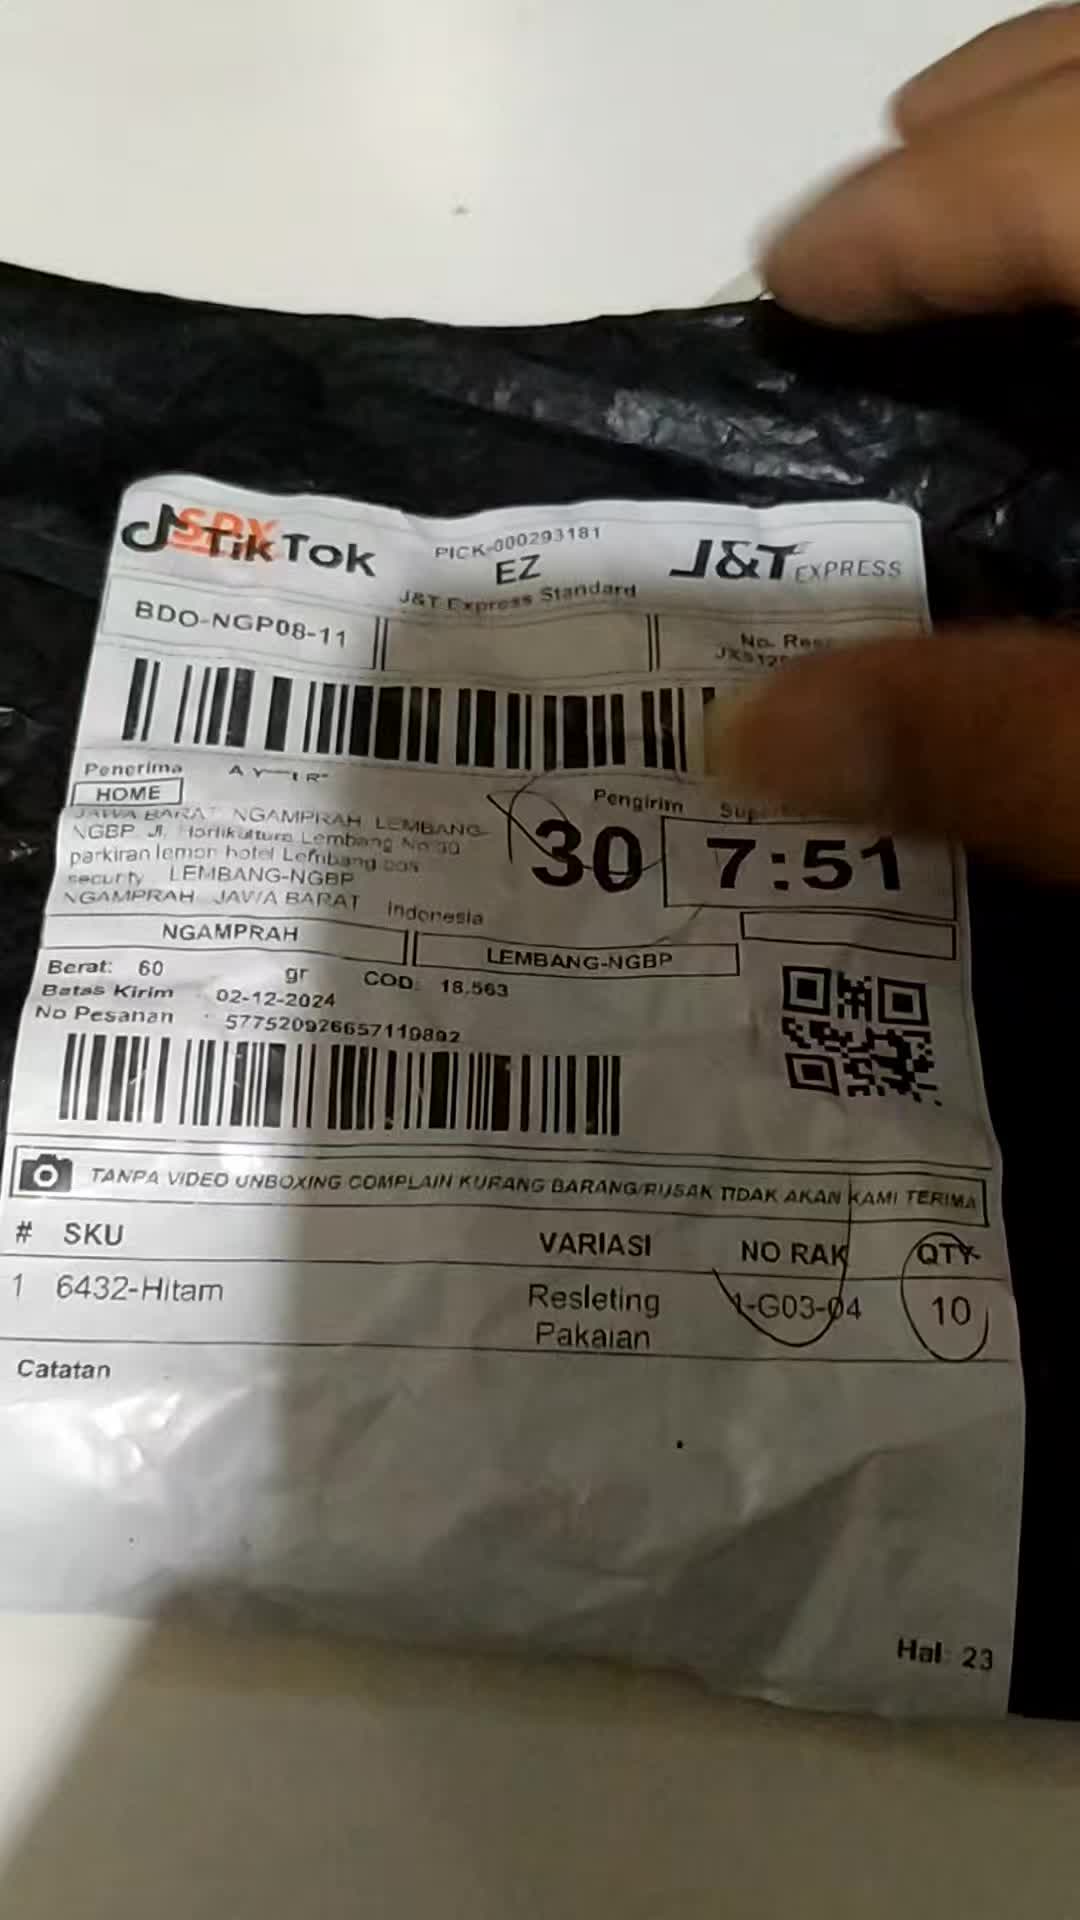 TikTok
SPX
PICK-000293181
EZ
J&T EXPRESS
J&T Express Standard
BDO-NGP08-11
No. Resi
Penerima
HOME
Pengirim
JAWA BARAT NGAMPRAH LEMBANG-
NGBP Jl. Hortikultura Lembang No 30
parkiran lemon hotel Lembang pos
securty LEMBANG-NGBP
NGAMPRAH JAWA BARAT Indonesia
30
7:51
NGAMPRAH
LEMBANG-NGBP
Berat: 60 gr COD: 18.563
Batas Kirim : 02-12-2024
No Pesanan : 577520926657119892
TANPA VIDEO UNBOXING COMPLAIN KURANG BARANG/RUSAK TIDAK AKAN KAMI TERIMA
# SKU VARIASI NO RAK QTY
1 6432-Hitam Resleting 1-G03-04 10
Pakaian
Catatan
Hal: 23